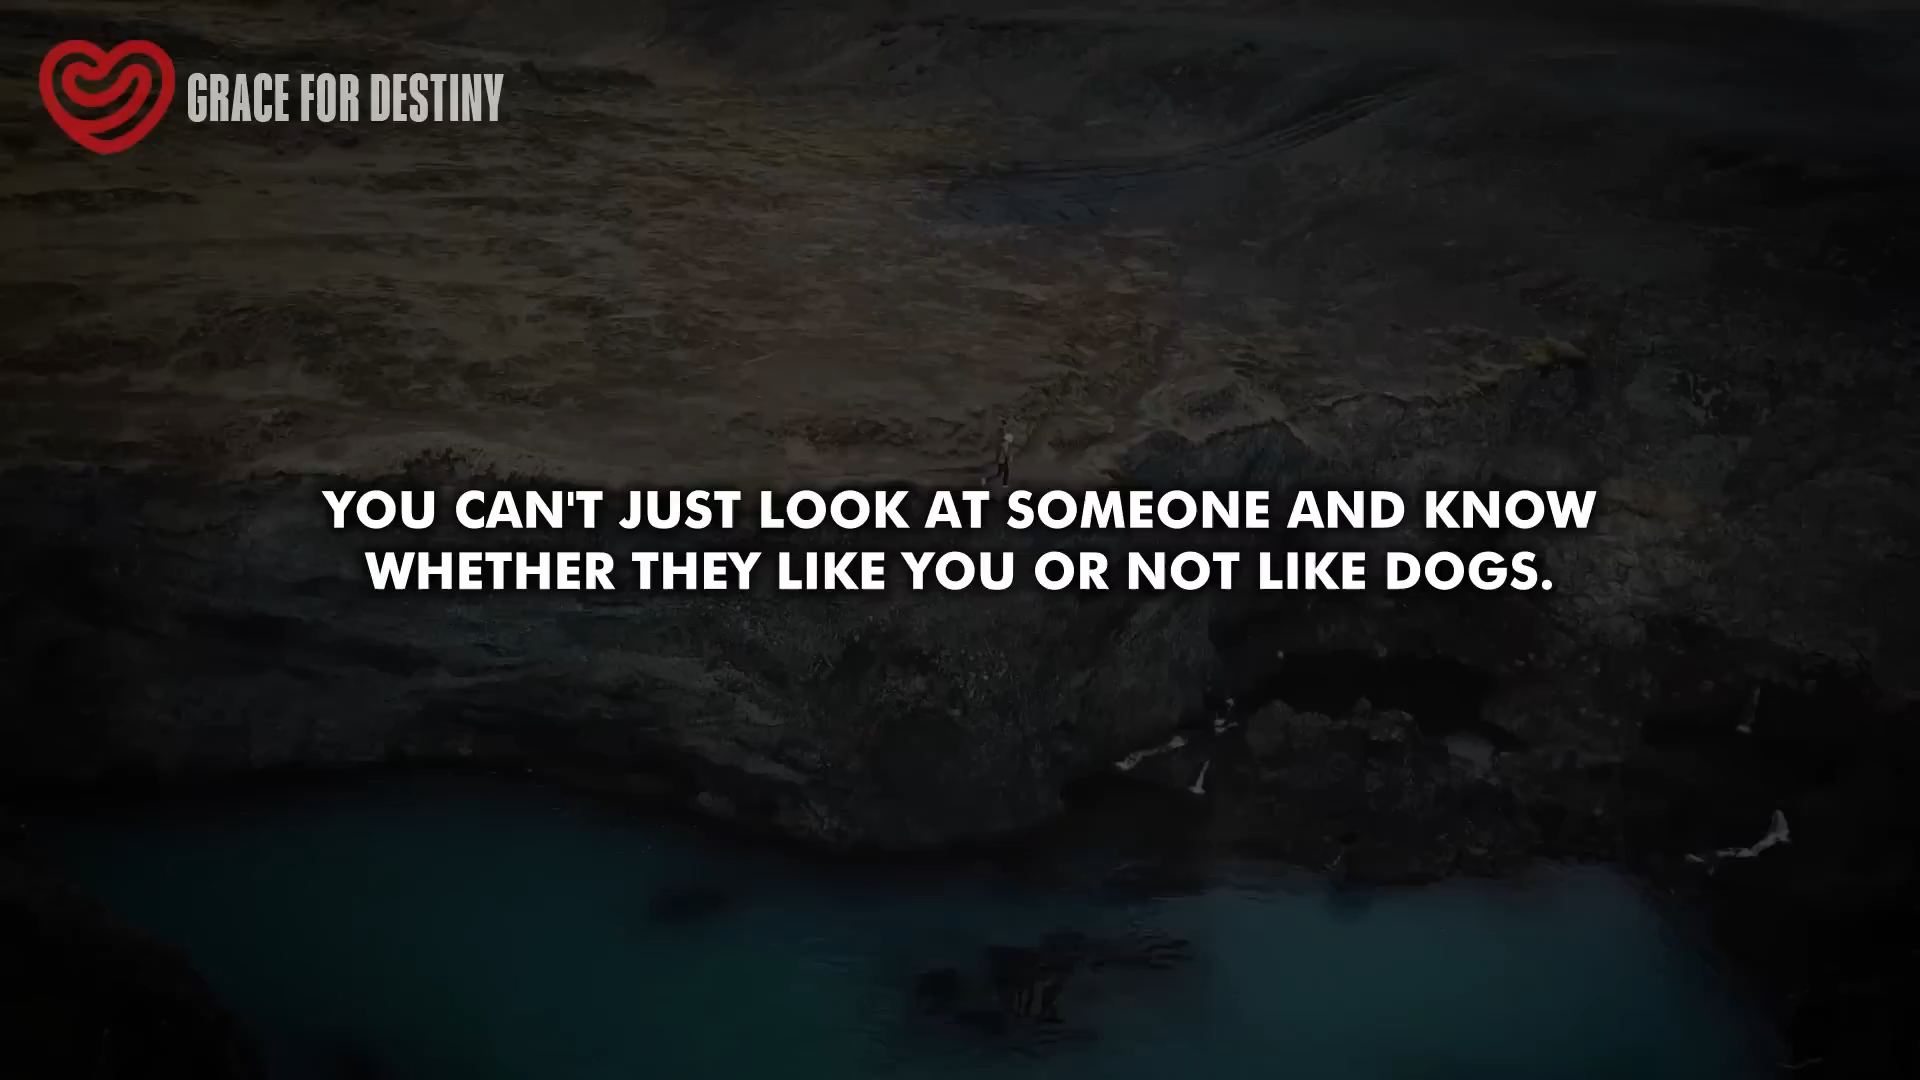 GRACE FOR DESTINY
YOU CAN'T JUST LOOK AT SOMEONE AND KNOW
WHETHER THEY LIKE YOU OR NOT LIKE DOGS.